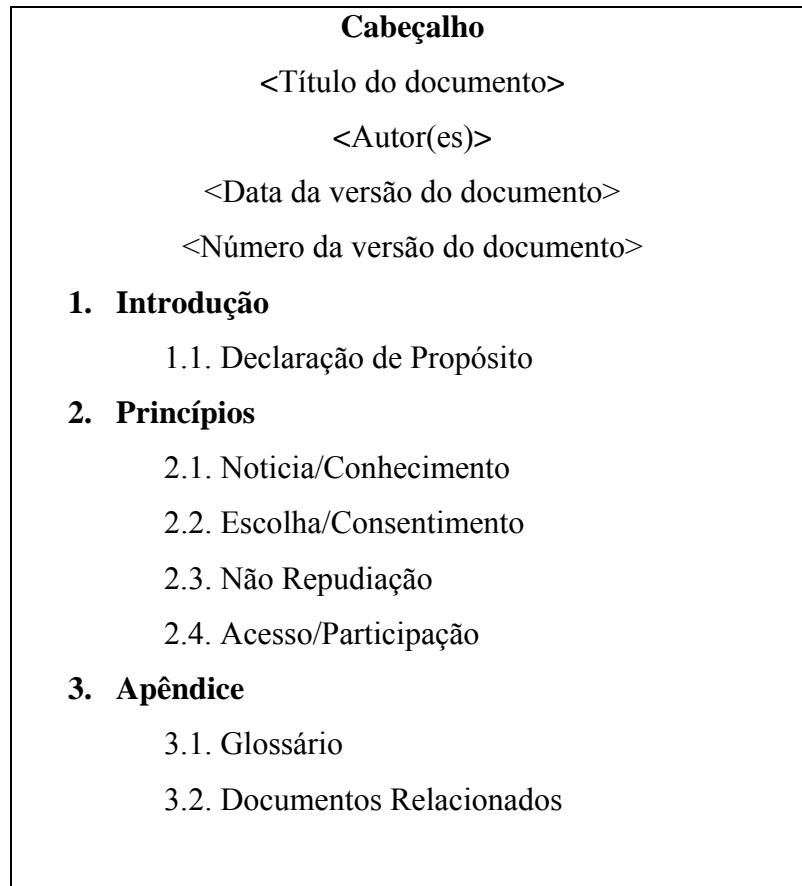 Cabeçalho
<Título do documento>
<Autor(es)>
<Data da versão do documento>
<Número da versão do documento>
1. Introdução
1.1. Declaração de Propósito
2. Princípios
2.1. Noticia/Conhecimento
2.2. Escolha/Consentimento
2.3. Não Repudiação
2.4. Acesso/Participação
3. Apêndice
3.1. Glossário
3.2. Documentos Relacionados